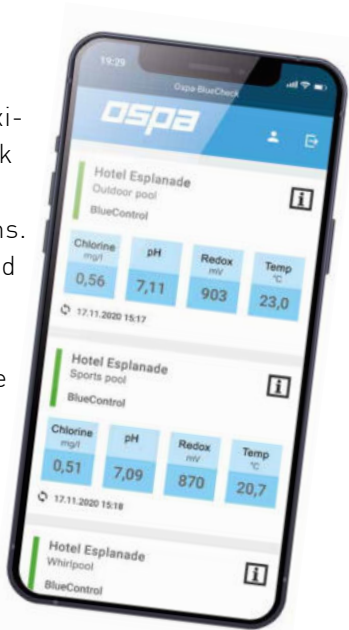 xi-
k
ns.
d
e
19:29
Ospa-BlueCheck
ospa
Hotel Esplanade
Outdoor pool
BlueControl
i
Chlorine
mg/l
0,56
pH
7,11
Redox
mV
903
Temp
°C
23,0
17.11.2020 15:17
Hotel Esplanade
Sports pool
BlueControl
i
Chlorine
mg/l
0,51
pH
7,09
Redox
mV
870
Temp
°C
20,7
17.11.2020 15:18
Hotel Esplanade
Whirlpool
BlueControl
i